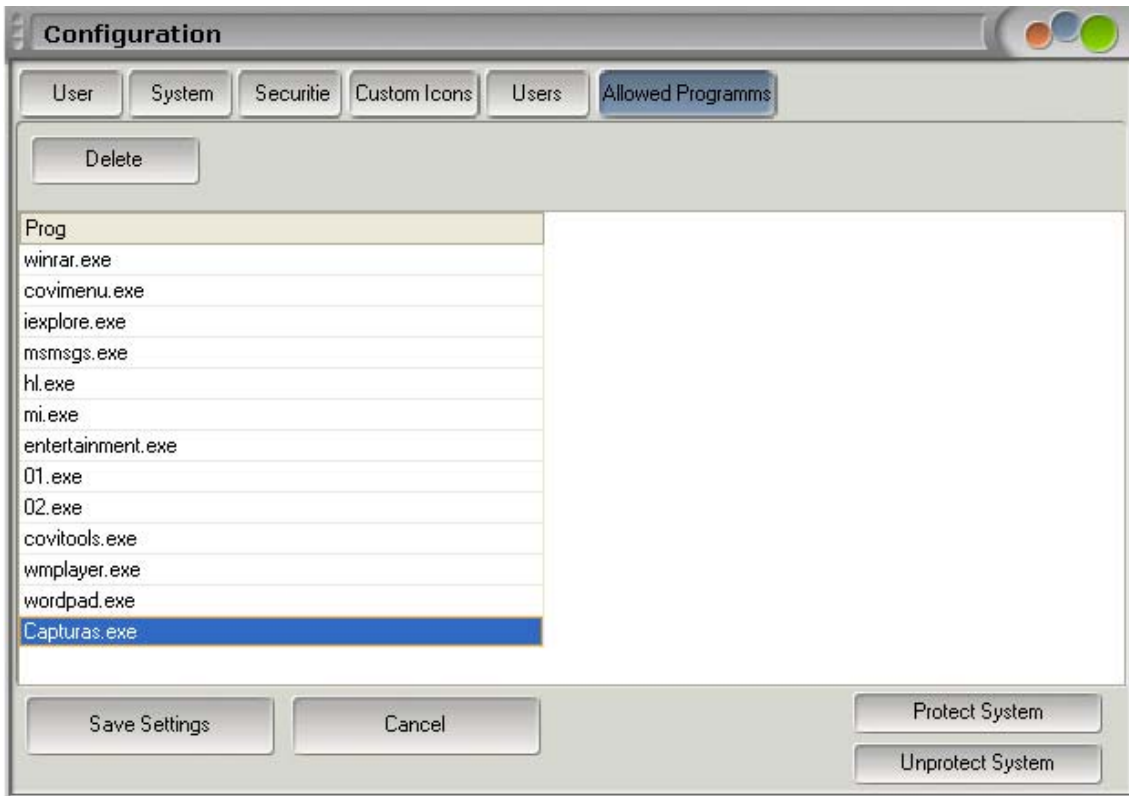 Configuration
User System Securitie Custom Icons Users Allowed Programms
Delete
Prog
winrar.exe
covimenu.exe
iexplore.exe
msmsgs.exe
hl.exe
mi.exe
entertainment.exe
01.exe
02.exe
covitools.exe
wmplayer.exe
wordpad.exe
Capturas.exe
Save Settings Cancel Protect System
Unprotect System